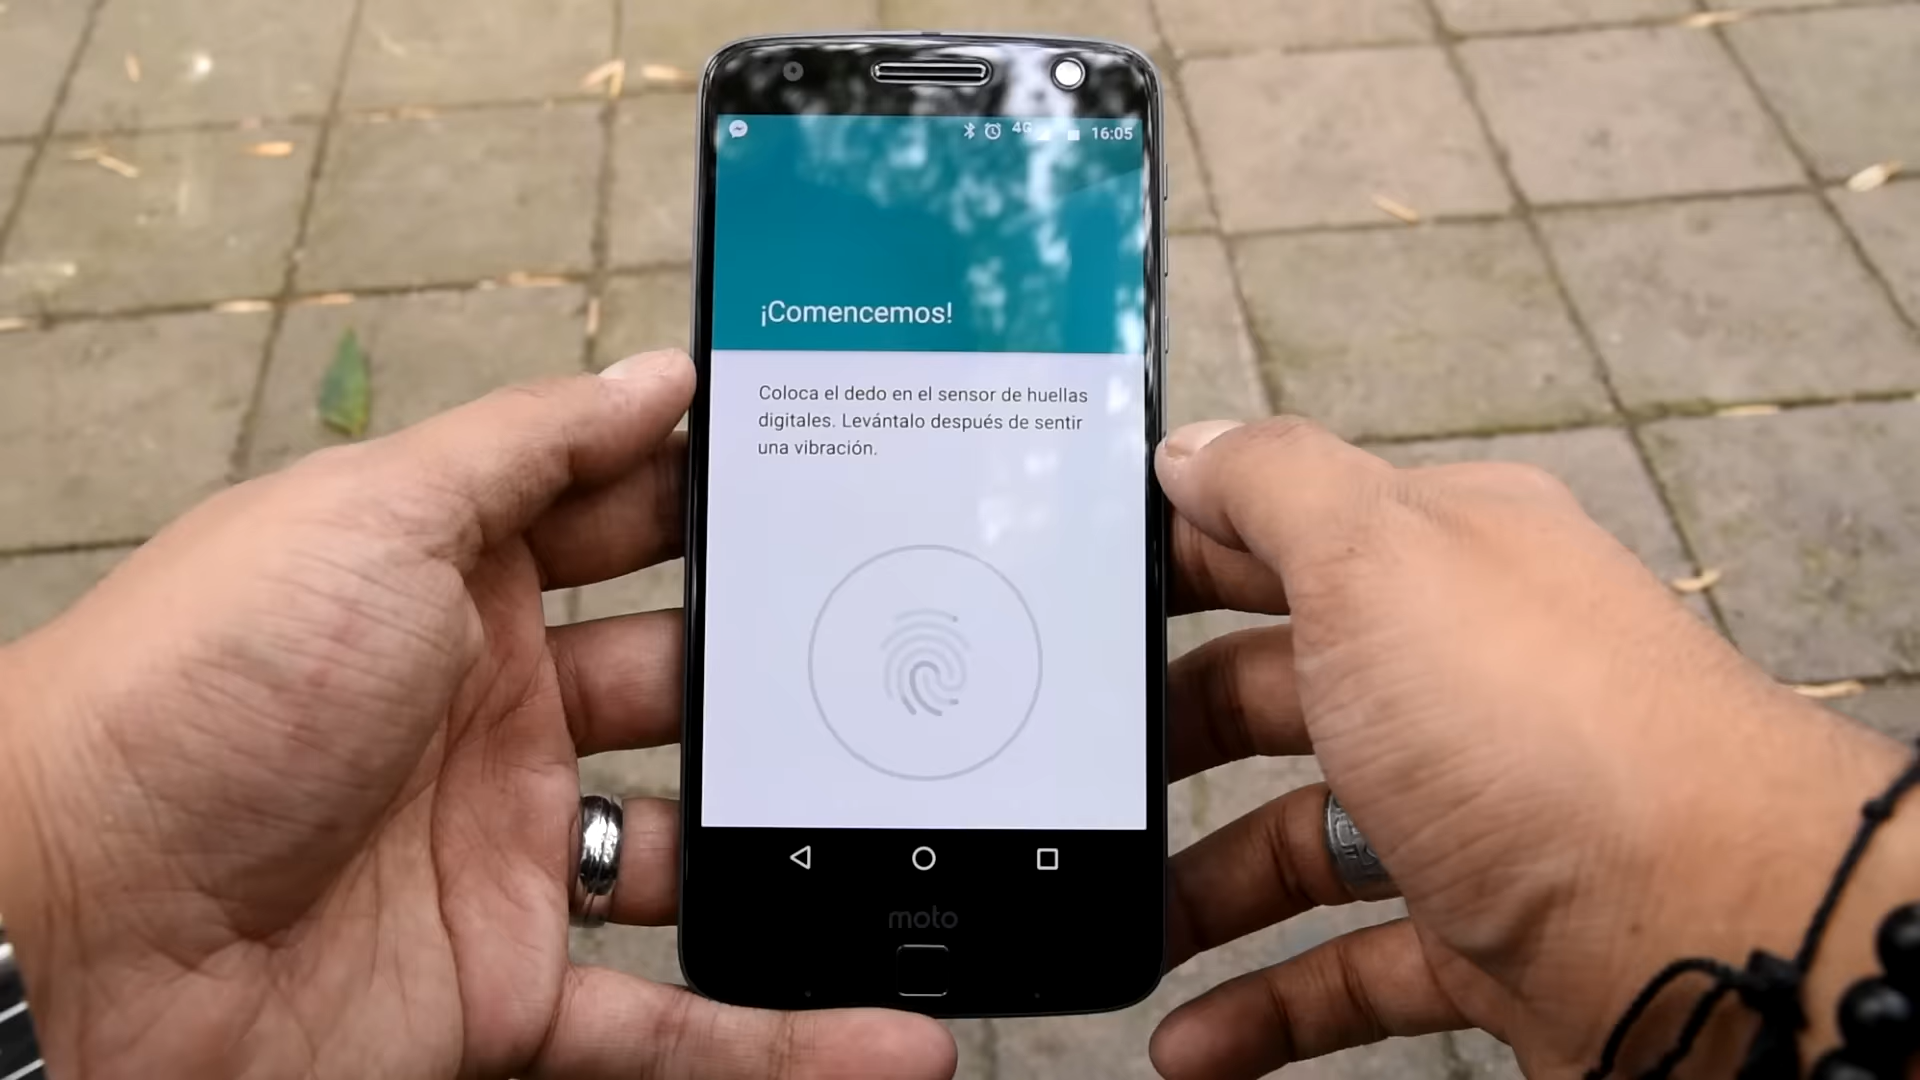 4G 16:05
¡Comencemos!
Coloca el dedo en el sensor de huellas
digitales. Levántalo después de sentir
una vibración.
moto